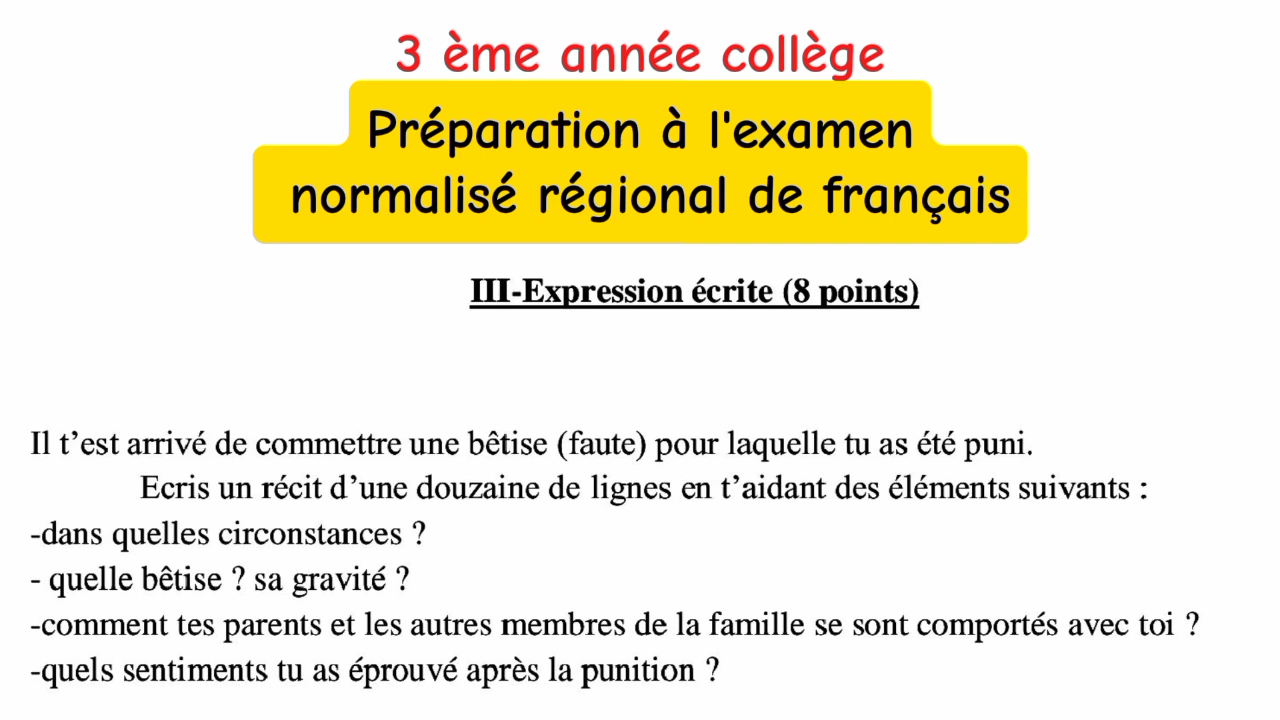 3 ème année collège
Préparation à l'examen
normalisé régional de français
III-Expression écrite (8 points)
Il t’est arrivé de commettre une bêtise (faute) pour laquelle tu as été puni.
Ecris un récit d’une douzaine de lignes en t’aidant des éléments suivants :
-dans quelles circonstances ?
- quelle bêtise ? sa gravité ?
-comment tes parents et les autres membres de la famille se sont comportés avec toi ?
-quels sentiments tu as éprouvé après la punition ?